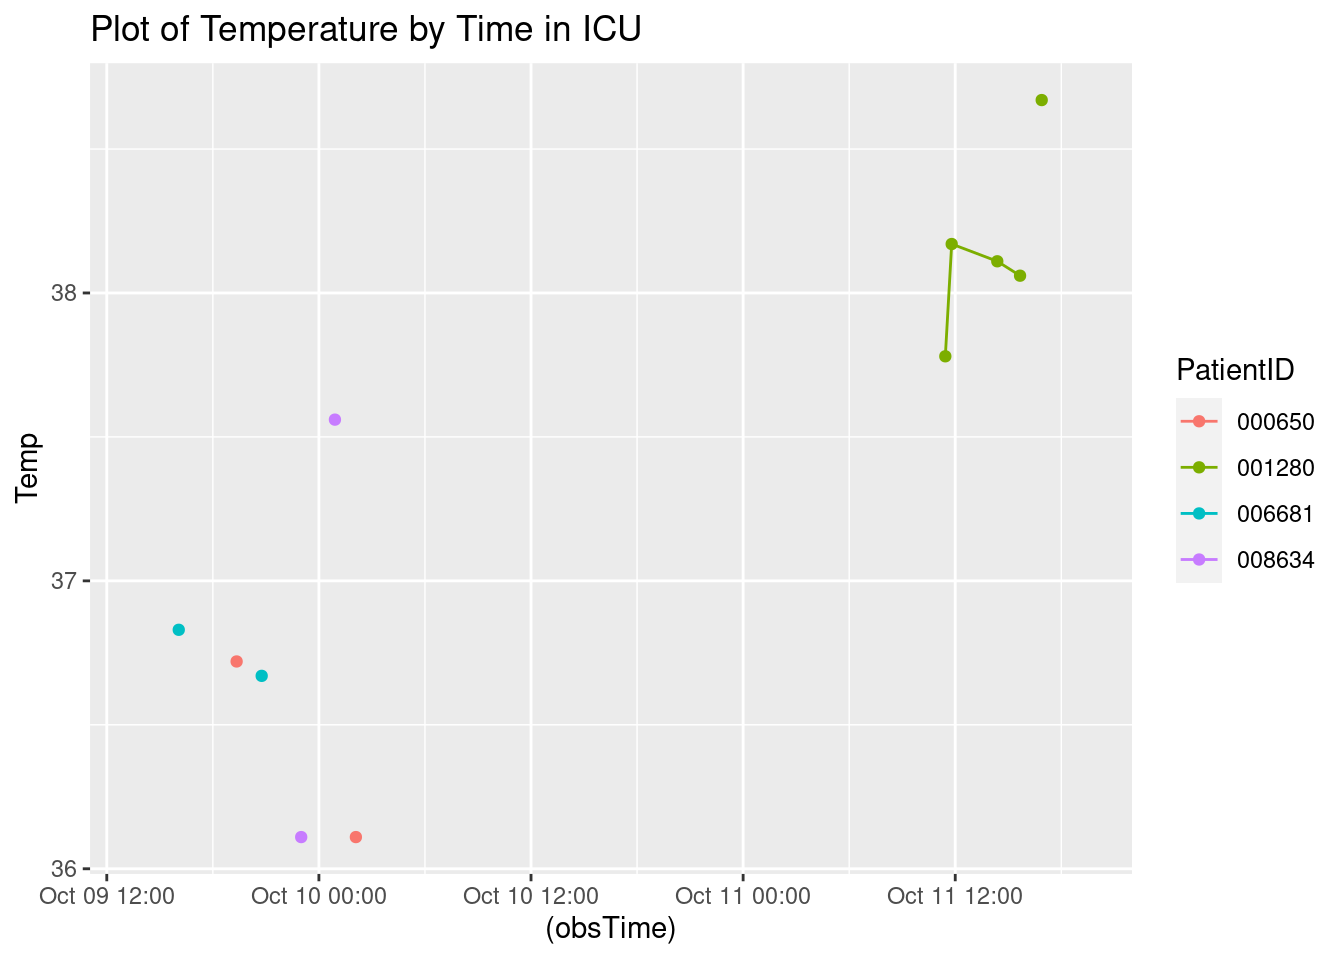 Plot of Temperature by Time in ICU
Temp
38
37
36
Oct 09 12:00
Oct 10 00:00
Oct 10 12:00
Oct 11 00:00
Oct 11 12:00
(obsTime)
PatientID
000650
001280
006681
008634